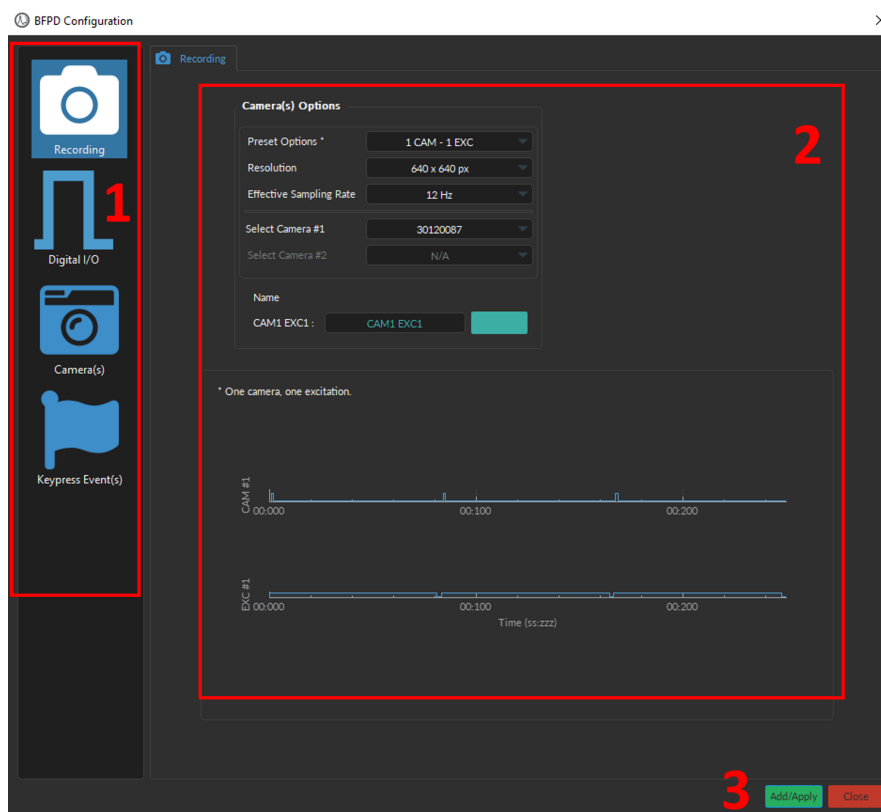 BFPD Configuration
Recording
Recording
1
Digital I/O
Camera(s)
Keypress Event(s)
2
Camera(s) Options
Preset Options * 1 CAM - 1 EXC
Resolution 640 x 640 px
Effective Sampling Rate 12 Hz
Select Camera #1 30120087
Select Camera #2 N/A
Name
CAM1 EXC1 : CAM1 EXC1
* One camera, one excitation.
CAM #1
00:000 00:100 00:200
EXC #1
00:000 00:100 00:200
Time (ss:zzz)
3
Add/Apply Close